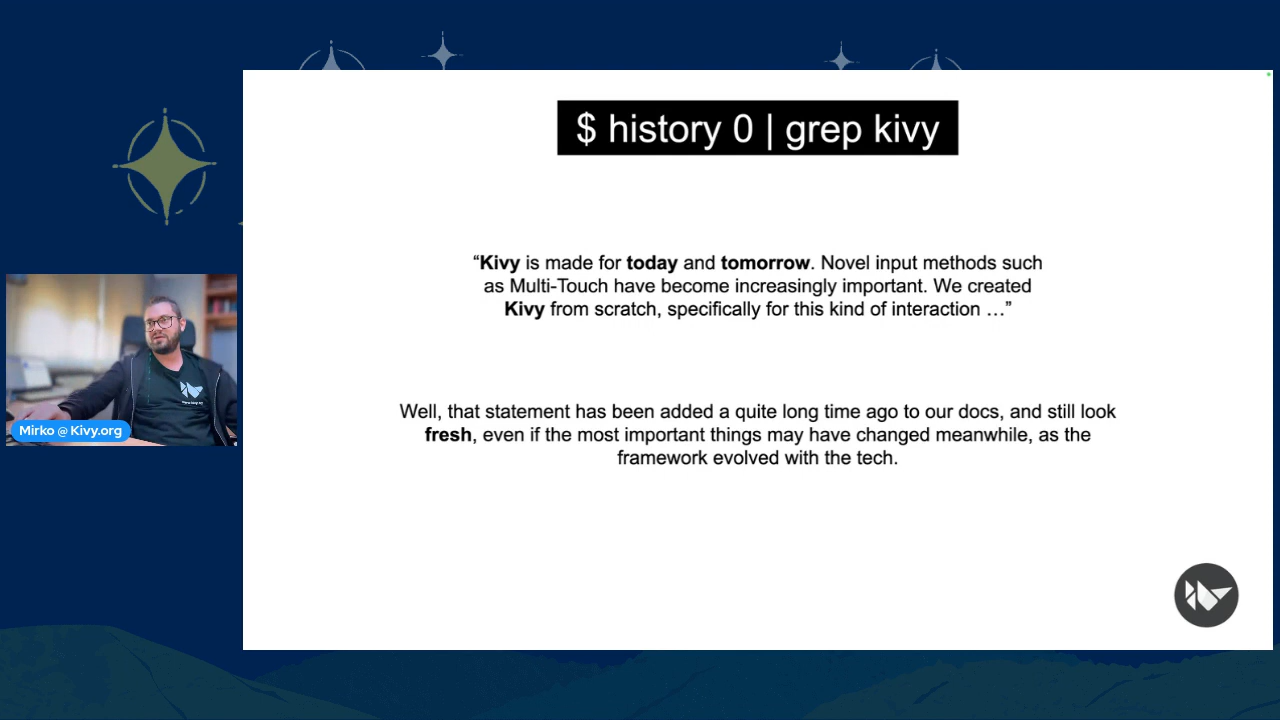 $ history 0 | grep kivy
“Kivy is made for today and tomorrow. Novel input methods such
as Multi-Touch have become increasingly important. We created
Kivy from scratch, specifically for this kind of interaction …”
Well, that statement has been added a quite long time ago to our docs, and still look
fresh, even if the most important things may have changed meanwhile, as the
framework evolved with the tech.
Mirko @ Kivy.org